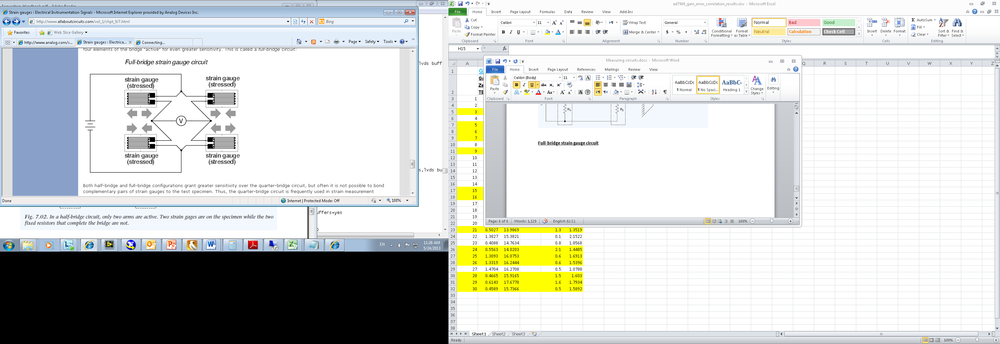 Acquisition Handbook.pdf - Adobe Reader
Strain gauges : Electrical Instrumentation Signals - Microsoft Internet Explorer provided by Analog Devices Inc.
http://www.allaboutcircuits.com/vol_1/chpt_9/7.html
Bing
Favorites
Web Slice Gallery
http://www.analog.com/s...
Strain gauges : Electrica...
Connecting...
Page
Safety
Tools
four elements of the bridge "active" for even greater sensitivity. This is called a full-bridge circuit:
Full-bridge strain gauge circuit
strain gauge
(stressed)
strain gauge
(stressed)
V
strain gauge
(stressed)
strain gauge
(stressed)
Both half-bridge and full-bridge configurations grant greater sensitivity over the quarter-bridge circuit, but often it is not possible to bond
complementary pairs of strain gauges to the test specimen. Thus, the quarter-bridge circuit is frequently used in strain measurement
Done
Internet | Protected Mode: Off
100%
lvds buff
s,lvds bu
uffers=yes
Fig. 7.02. In a half-bridge circuit, only two arms are active. Two strain gages are on the specimen while the two
fixed resistors that complete the bridge are not.
EN
11:26 AM
5/24/2013
ad7960_gain_error_correlation_results.xlsx - Microsoft Excel
File Home Insert Page Layout Formulas Data Review View Add-Ins
Paste
Cut
Copy
Format Painter
Clipboard
Calibri 11
B I U
Font
Wrap Text
Merge & Center
Alignment
General
$ % ,
Number
Conditional
Formatting
Format
as Table
Normal Bad Good
Neutral Calculation Check Cell
Styles
Insert Delete Format
Cells
AutoSum
Fill
Clear
Sort &
Filter
Find &
Select
Editing
H15
fx
A Q R S T U V W X Y Z
1
2
3 1
4 2
5 3
6 4
7 5
8 6
9 7
10 8
11 9
12 10
13 11
14 12
15 13
16 14
17 15
18 16
19 17
20 18
21 19
22 20
23 21 0.5027 13.9869 1.3 1.3519
24 22 1.3827 15.3821 0.1 2.1522
25 23 0.4088 14.7634 0.8 1.8568
26 24 0.5563 14.0203 2.1 1.4485
27 25 1.3093 16.0753 0.6 1.6913
28 26 1.3319 16.2444 0.6 1.5396
29 27 1.4704 16.2708 0.5 1.0788
30 28 0.4665 15.9165 1.5 1.603
31 29 0.6143 17.6778 1.6 1.7934
32 30 0.4589 15.7366 0.5 1.5892
33
34
35
36
37
38
Sheet1 Sheet2 Sheet3
Ready
100%
Measuring circuits.docx - Microsoft Word
File Home Insert Page Layout References Mailings Review View
Paste
Clipboard
Calibri (Body) 11
B I U abc x₂ x²
Aa A A
Font
Paragraph
AaBbCcDc AaBbCcDc AaBbC
¶ Normal ¶ No Spaci... Heading 1
Change
Styles
Styles
Editing
R4
R2
Full-bridge strain gauge circuit
Page: 6 of 6
Words: 1,129
English (U.S.)
100%